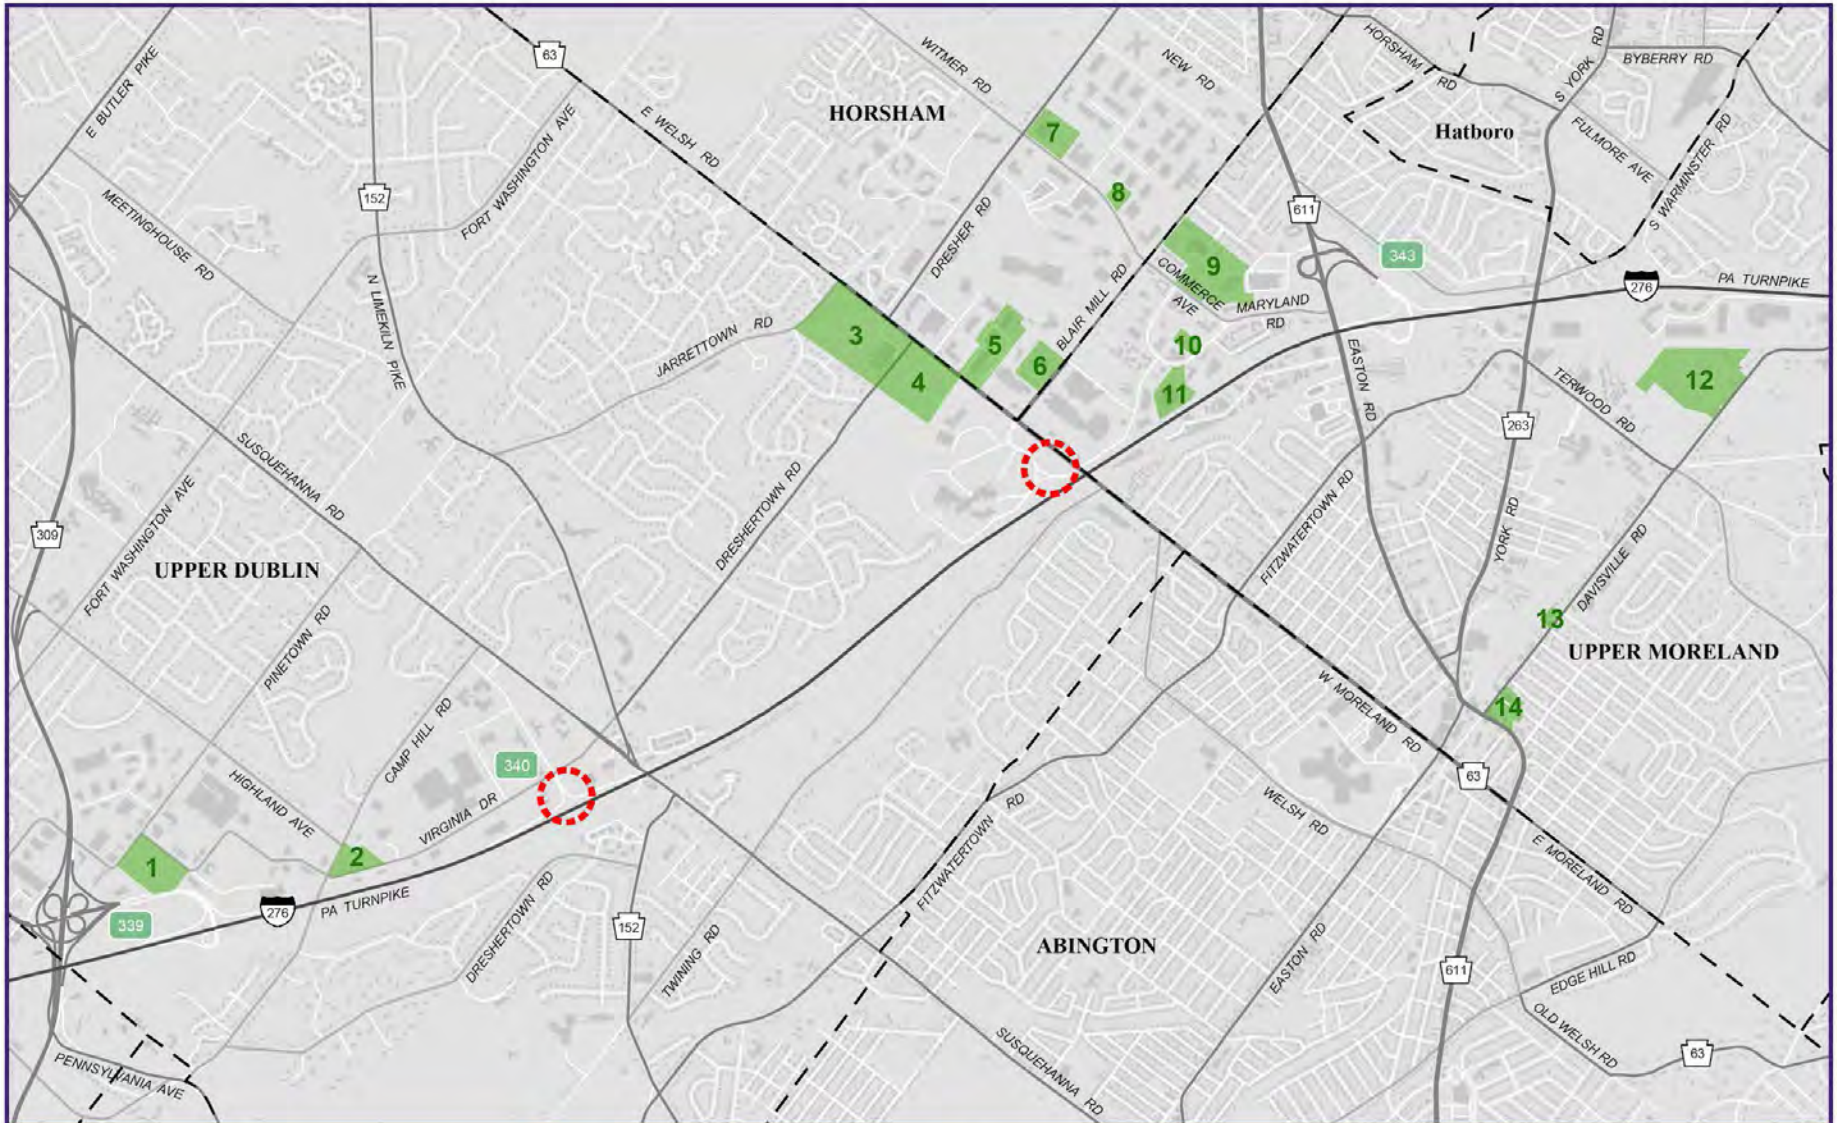 E BUTLER PIKE
63
WITMER RD
NEW RD
HORSHAM RD
S YORK RD
BYBERRY RD
E WELSH RD
HORSHAM
7
Hatboro
FULMORE AVE
S WARMINSTER RD
FORT WASHINGTON AVE
152
MEETINGHOUSE RD
8
611
DRESHER RD
9
343
COMMERCE AVE
MARYLAND RD
276
PA TURNPIKE
N LIMEKILN PIKE
BLAIR MILL RD
JARRETTOWN RD
3
4
5
6
10
11
EASTON RD
TERWOOD RD
12
263
SUSQUEHANNA RD
DRESHERTOWN RD
FITZWATERTOWN RD
YORK RD
309
FORT WASHINGTON AVE
UPPER DUBLIN
PINETOWN RD
DAVISVILLE RD
13
UPPER MORELAND
W MORELAND RD
14
CAMP HILL RD
340
HIGHLAND AVE
VIRGINIA DR
63
WELSH RD
FITZWATERTOWN RD
1
2
E MORELAND RD
276
PA TURNPIKE
339
DRESHERTOWN RD
152
TWINING RD
ABINGTON
EASTON RD
611
EDGE HILL RD
OLD WELSH RD
63
SUSQUEHANNA RD
PENNSYLVANIA AVE